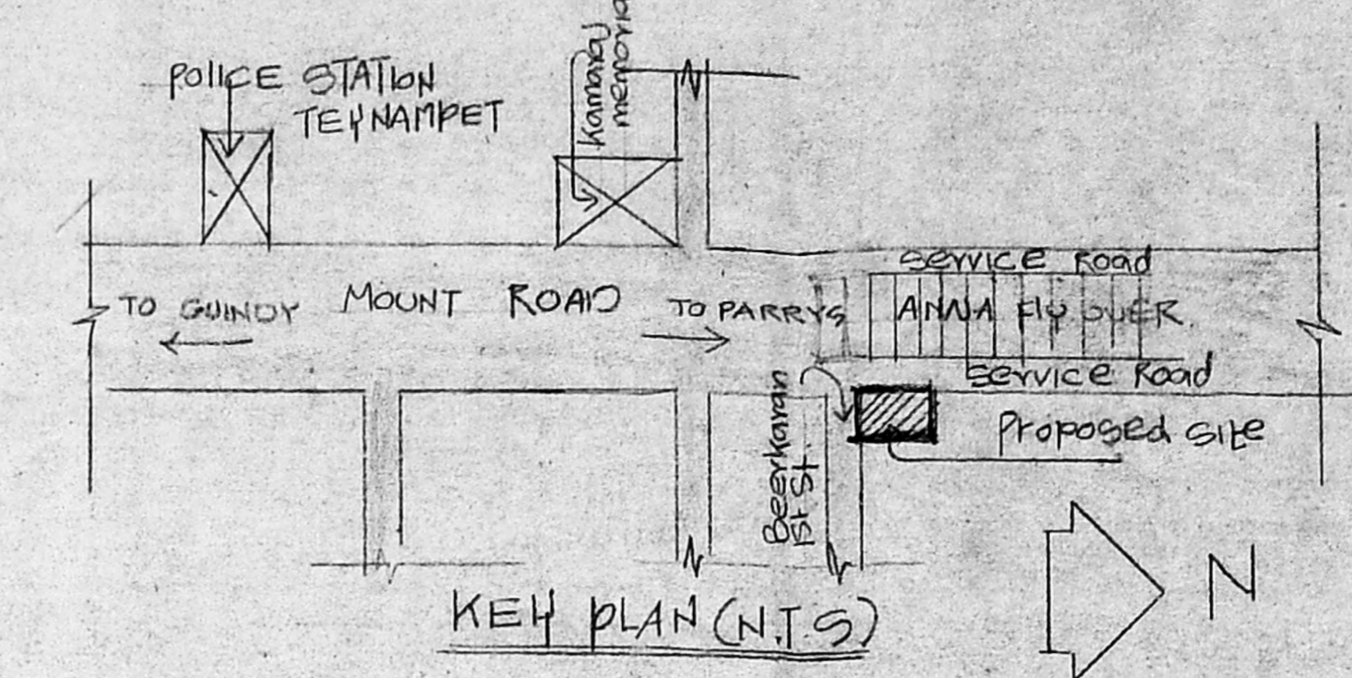 POLICE STATION
TEYNAMPET
Kamaraj
memorial
Service Road
TO GUINDY
MOUNT ROAD
TO PARRYS
ANNA FLY OVER
Service Road
Proposed Site
Beerkaran
1st St.
KEY PLAN (N.T.S)
N